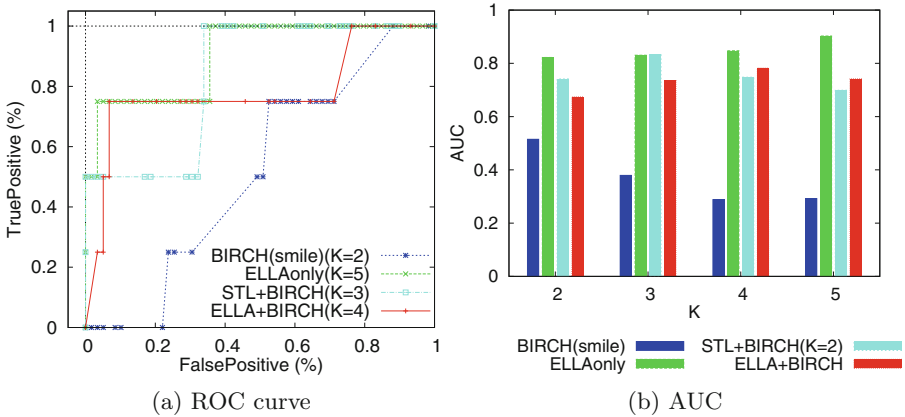 1
0.8
0.6
0.4
0.2
0
TruePositive (%)
BIRCH(smile)(K=2)
ELLAonly(K=5)
STL+BIRCH(K=3)
ELLA+BIRCH(K=4)
0 0.2 0.4 0.6 0.8 1
FalsePositive (%)
(a) ROC curve
1
0.8
0.6
0.4
0.2
0
AUC
2 3 4 5
K
BIRCH(smile) STL+BIRCH(K=2)
ELLAonly ELLA+BIRCH
(b) AUC